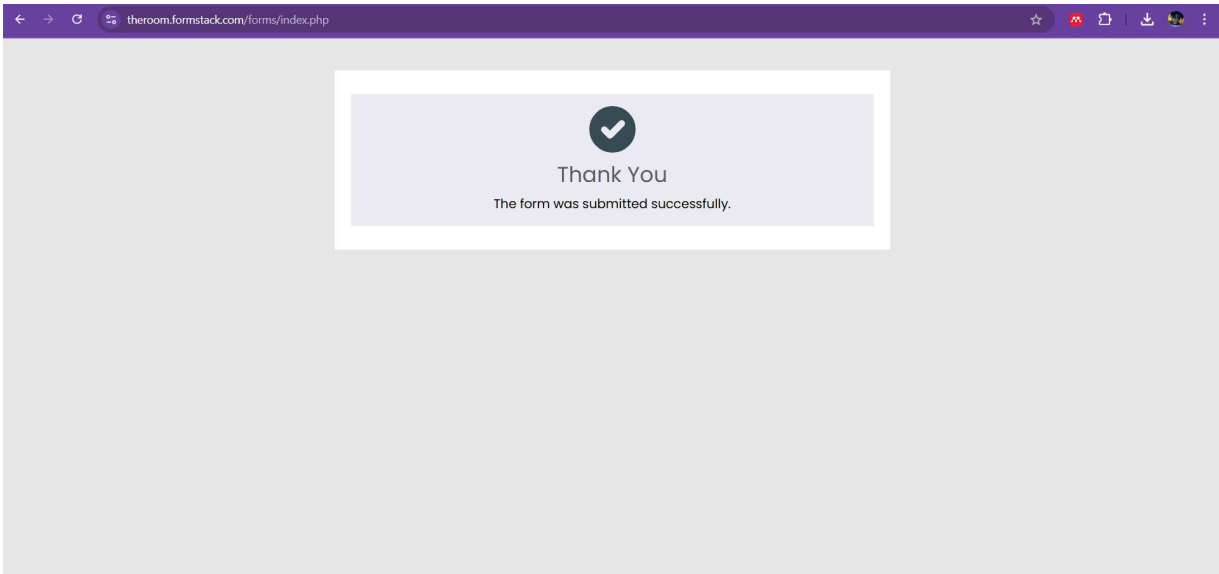 theroom.formstack.com/forms/index.php
Thank You
The form was submitted successfully.